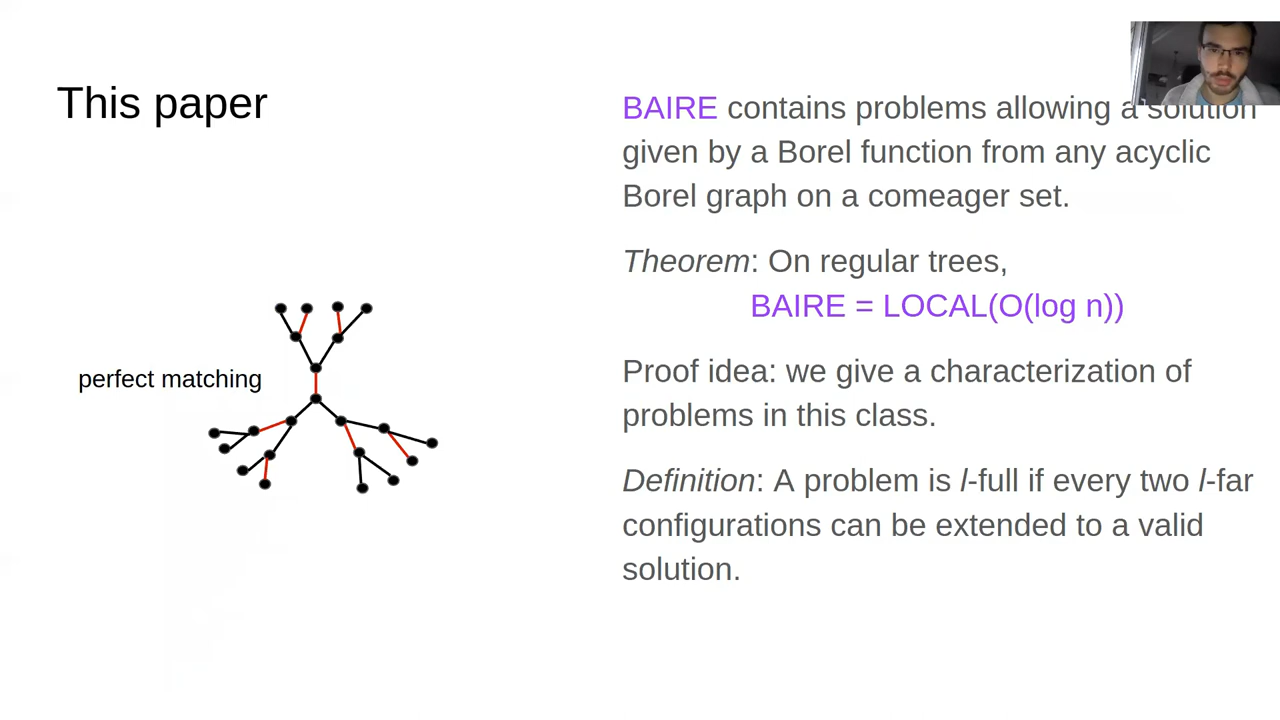 This paper
BAIRE contains problems allowing a solution
given by a Borel function from any acyclic
Borel graph on a comeager set.
Theorem: On regular trees,
BAIRE = LOCAL(O(log n))
perfect matching
Proof idea: we give a characterization of
problems in this class.
Definition: A problem is l-full if every two l-far
configurations can be extended to a valid
solution.